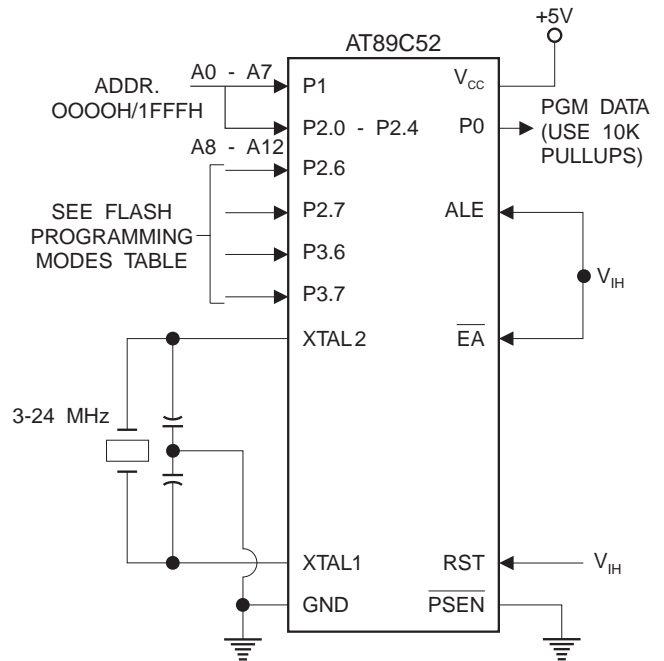 +5V
AT89C52
ADDR.
OOOOH/1FFFH
A0 - A7
P1
VCC
P2.0 - P2.4
P0
PGM DATA
(USE 10K
PULLUPS)
A8 - A12
P2.6
SEE FLASH
PROGRAMMING
MODES TABLE
P2.7
ALE
P3.6
P3.7
VIH
XTAL2
EA
3-24 MHz
XTAL1
RST
VIH
GND
PSEN